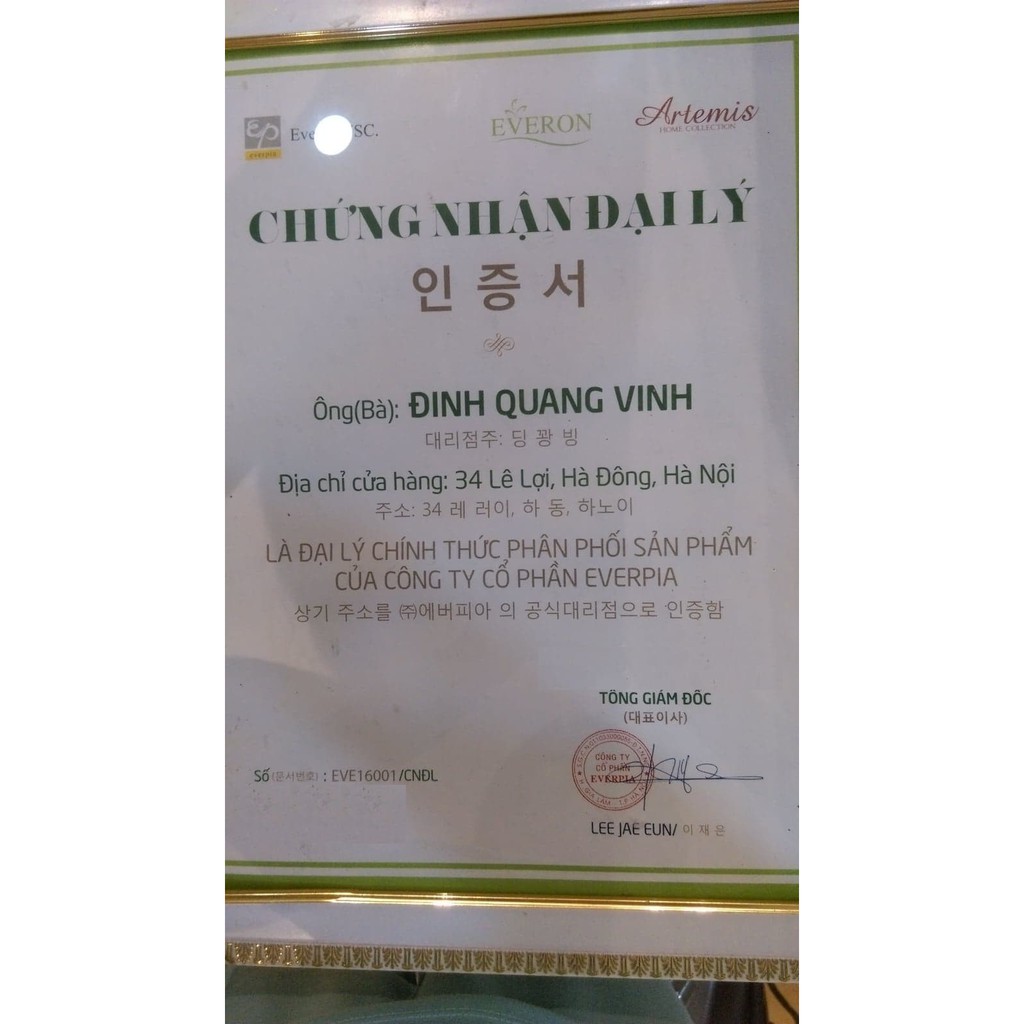 everpia
EVERON
Artemis
HOME COLLECTION
CHỨNG NHẬN ĐẠI LÝ
인증서
Ông(Bà): ĐINH QUANG VINH
대리점주: 딩 꽝 빙
Địa chỉ cửa hàng: 34 Lê Lợi, Hà Đông, Hà Nội
주소: 34 레 러이, 하 동, 하노이
LÀ ĐẠI LÝ CHÍNH THỨC PHÂN PHỐI SẢN PHẨM
CỦA CÔNG TY CỔ PHẦN EVERPIA
상기 주소를 ㈜에버피아 의 공식대리점으로 인증함
TỔNG GIÁM ĐỐC
(대표이사)
CÔNG TY
CỔ PHẦN
EVERPIA
Số (문서번호) : EVE16001/CNĐL
LEE JAE EUN/ 이 재 은